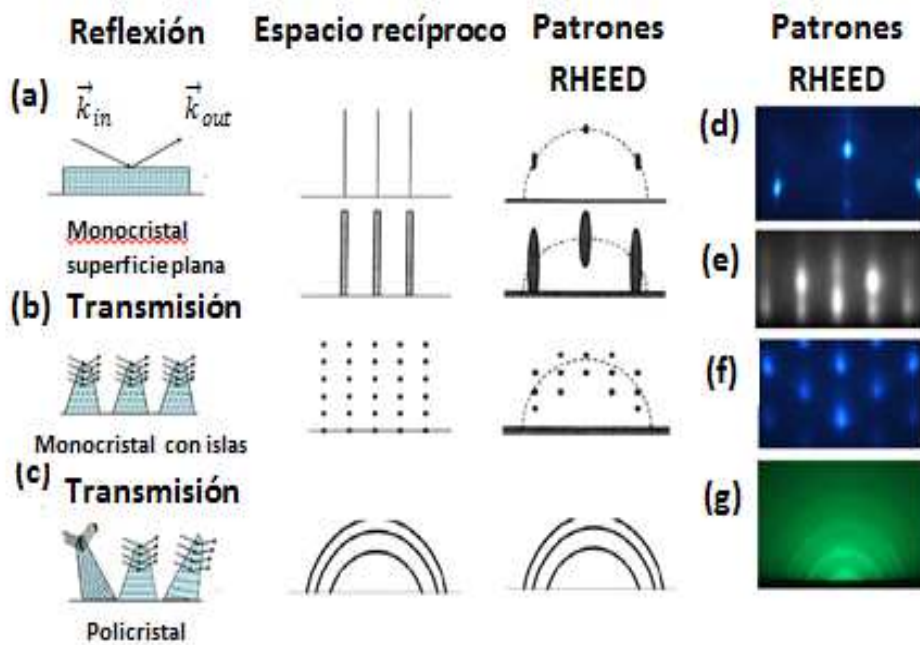 Reflexión
Espacio recíproco
Patrones
RHEED
Patrones
RHEED
(a)
k in
k out
Monocristal
superficie plana
(b) Transmisión
Monocristal con islas
(c)
Transmisión
Policristal
(d)
(e)
(f)
(g)